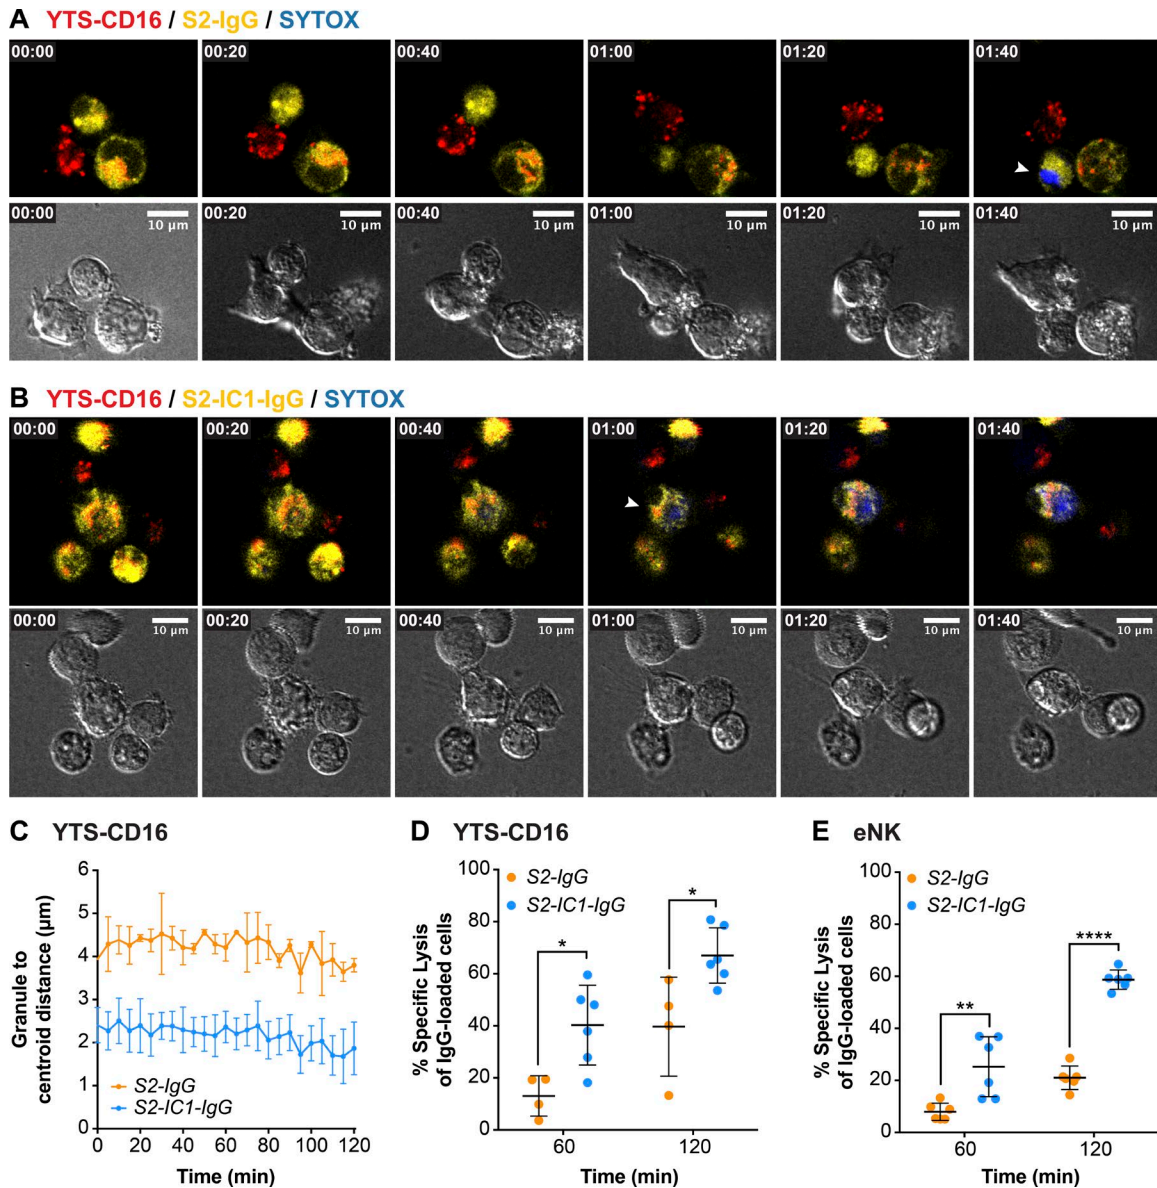 A YTS-CD16 / S2-IgG / SYTOX
00:00 00:20 00:40 01:00 01:20 01:40
00:00 00:20 00:40 01:00 01:20 01:40
10 µm 10 µm 10 µm 10 µm 10 µm 10 µm
B YTS-CD16 / S2-IC1-IgG / SYTOX
00:00 00:20 00:40 01:00 01:20 01:40
00:00 00:20 00:40 01:00 01:20 01:40
10 µm 10 µm 10 µm 10 µm 10 µm 10 µm
C YTS-CD16
Granule to
centroid distance (µm)
6
5
4
3
2
1
0
S2-IgG
S2-IC1-IgG
0 20 40 60 80 100 120
Time (min)
D YTS-CD16
% Specific Lysis
of IgG-loaded cells
100
80
60
40
20
0
S2-IgG
S2-IC1-IgG
*
*
60 120
Time (min)
E eNK
% Specific Lysis
of IgG-loaded cells
100
80
60
40
20
0
S2-IgG
S2-IC1-IgG
**
****
60 120
Time (min)